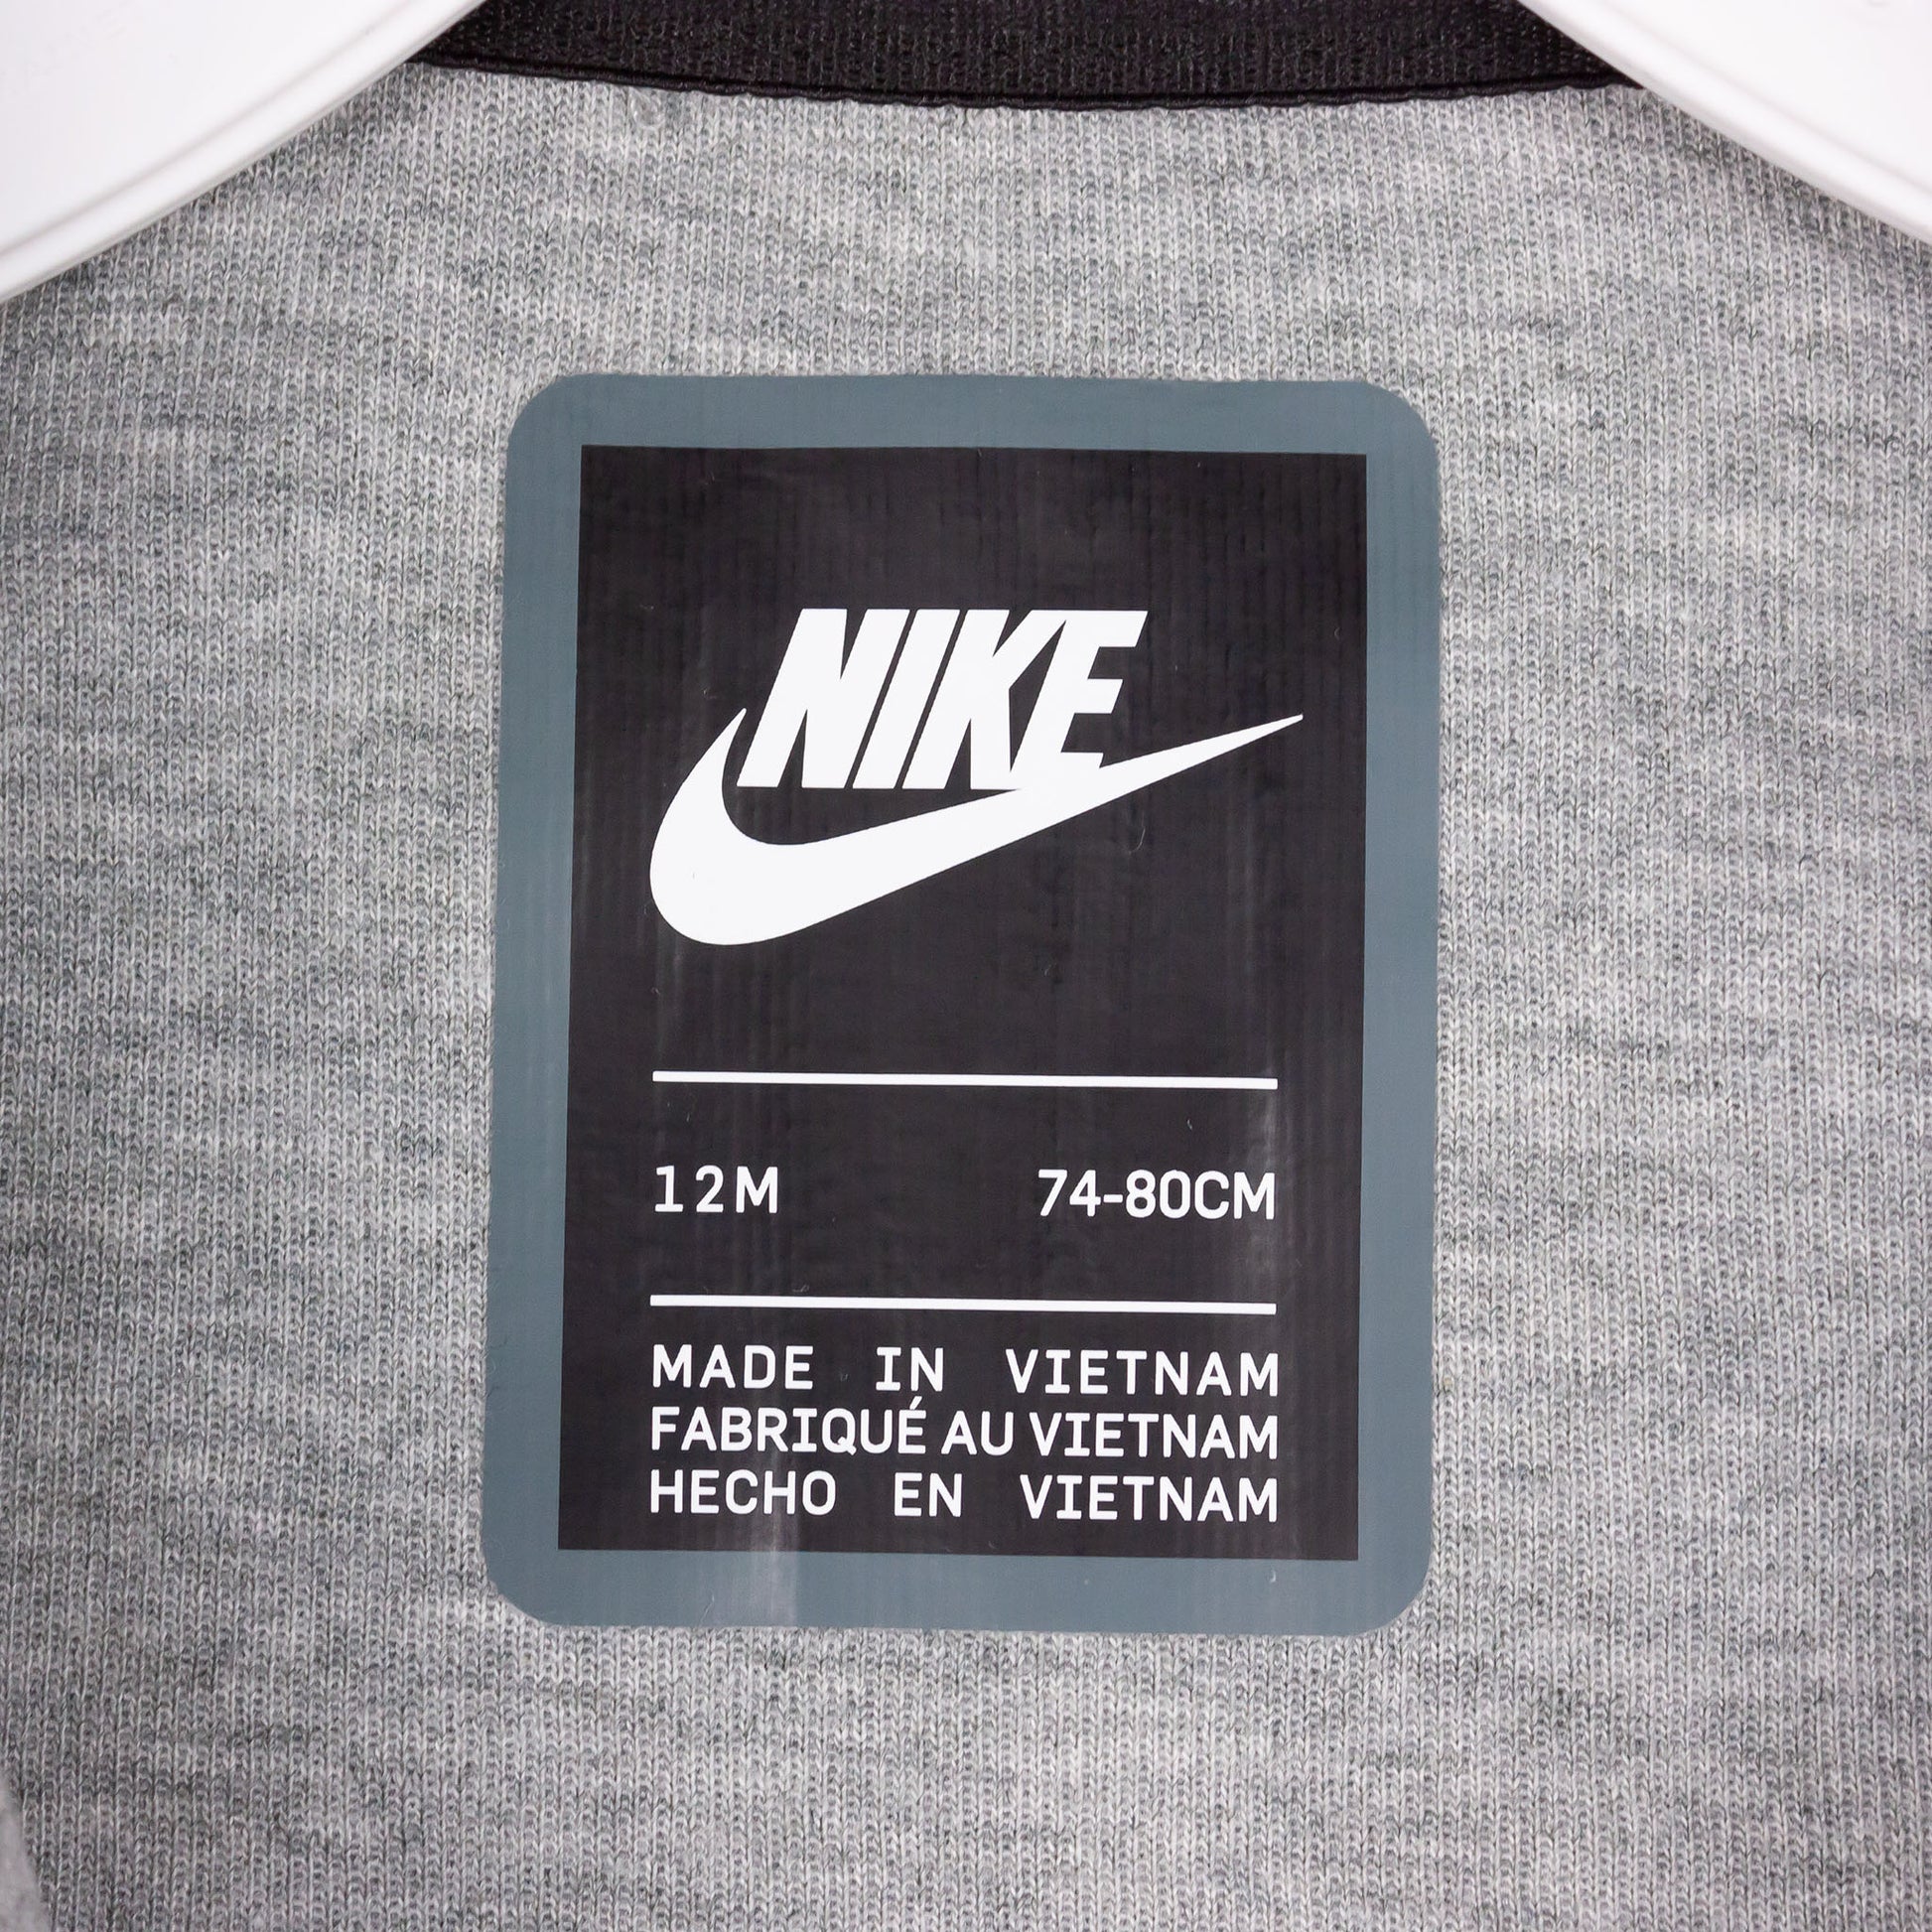 NIKE
12M 74-80CM
MADE IN VIETNAM
FABRIQUÉ AU VIETNAM
HECHO EN VIETNAM